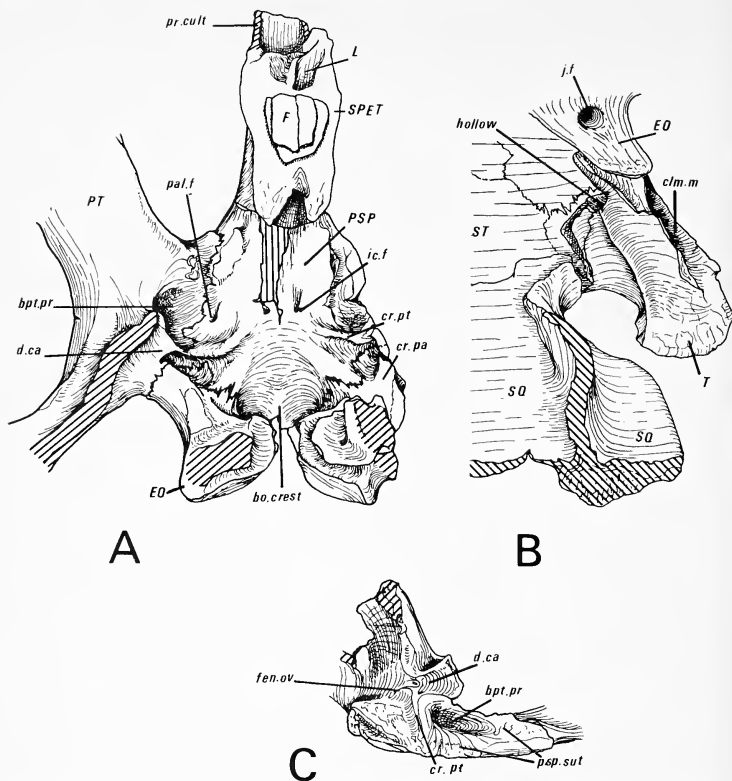 pr.cult
L
SPET
F
PT
pal.f
PSP
ic.f
bpt.pr
cr.pt
d.ca
cr.pa
EO
bo.crest
A
j.f
hollow
EO
clm.m
ST
T
SQ
SQ
B
d.ca
fen.ov
bpt.pr
cr.pt
psp.sut
C